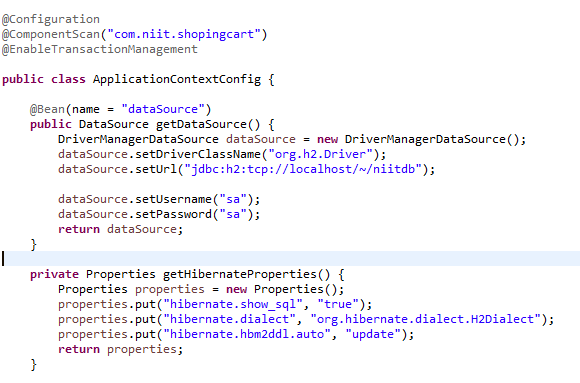 @Configuration
@ComponentScan("com.niit.shopingcart")
@EnableTransactionManagement
public class ApplicationContextConfig {
@Bean(name = "dataSource")
public DataSource getDataSource() {
DriverManagerDataSource dataSource = new DriverManagerDataSource();
dataSource.setDriverClassName("org.h2.Driver");
dataSource.setUrl("jdbc:h2:tcp://localhost/~/niitdb");
dataSource.setUsername("sa");
dataSource.setPassword("sa");
return dataSource;
}
private Properties getHibernateProperties() {
Properties properties = new Properties();
properties.put("hibernate.show_sql", "true");
properties.put("hibernate.dialect", "org.hibernate.dialect.H2Dialect");
properties.put("hibernate.hbm2ddl.auto", "update");
return properties;
}